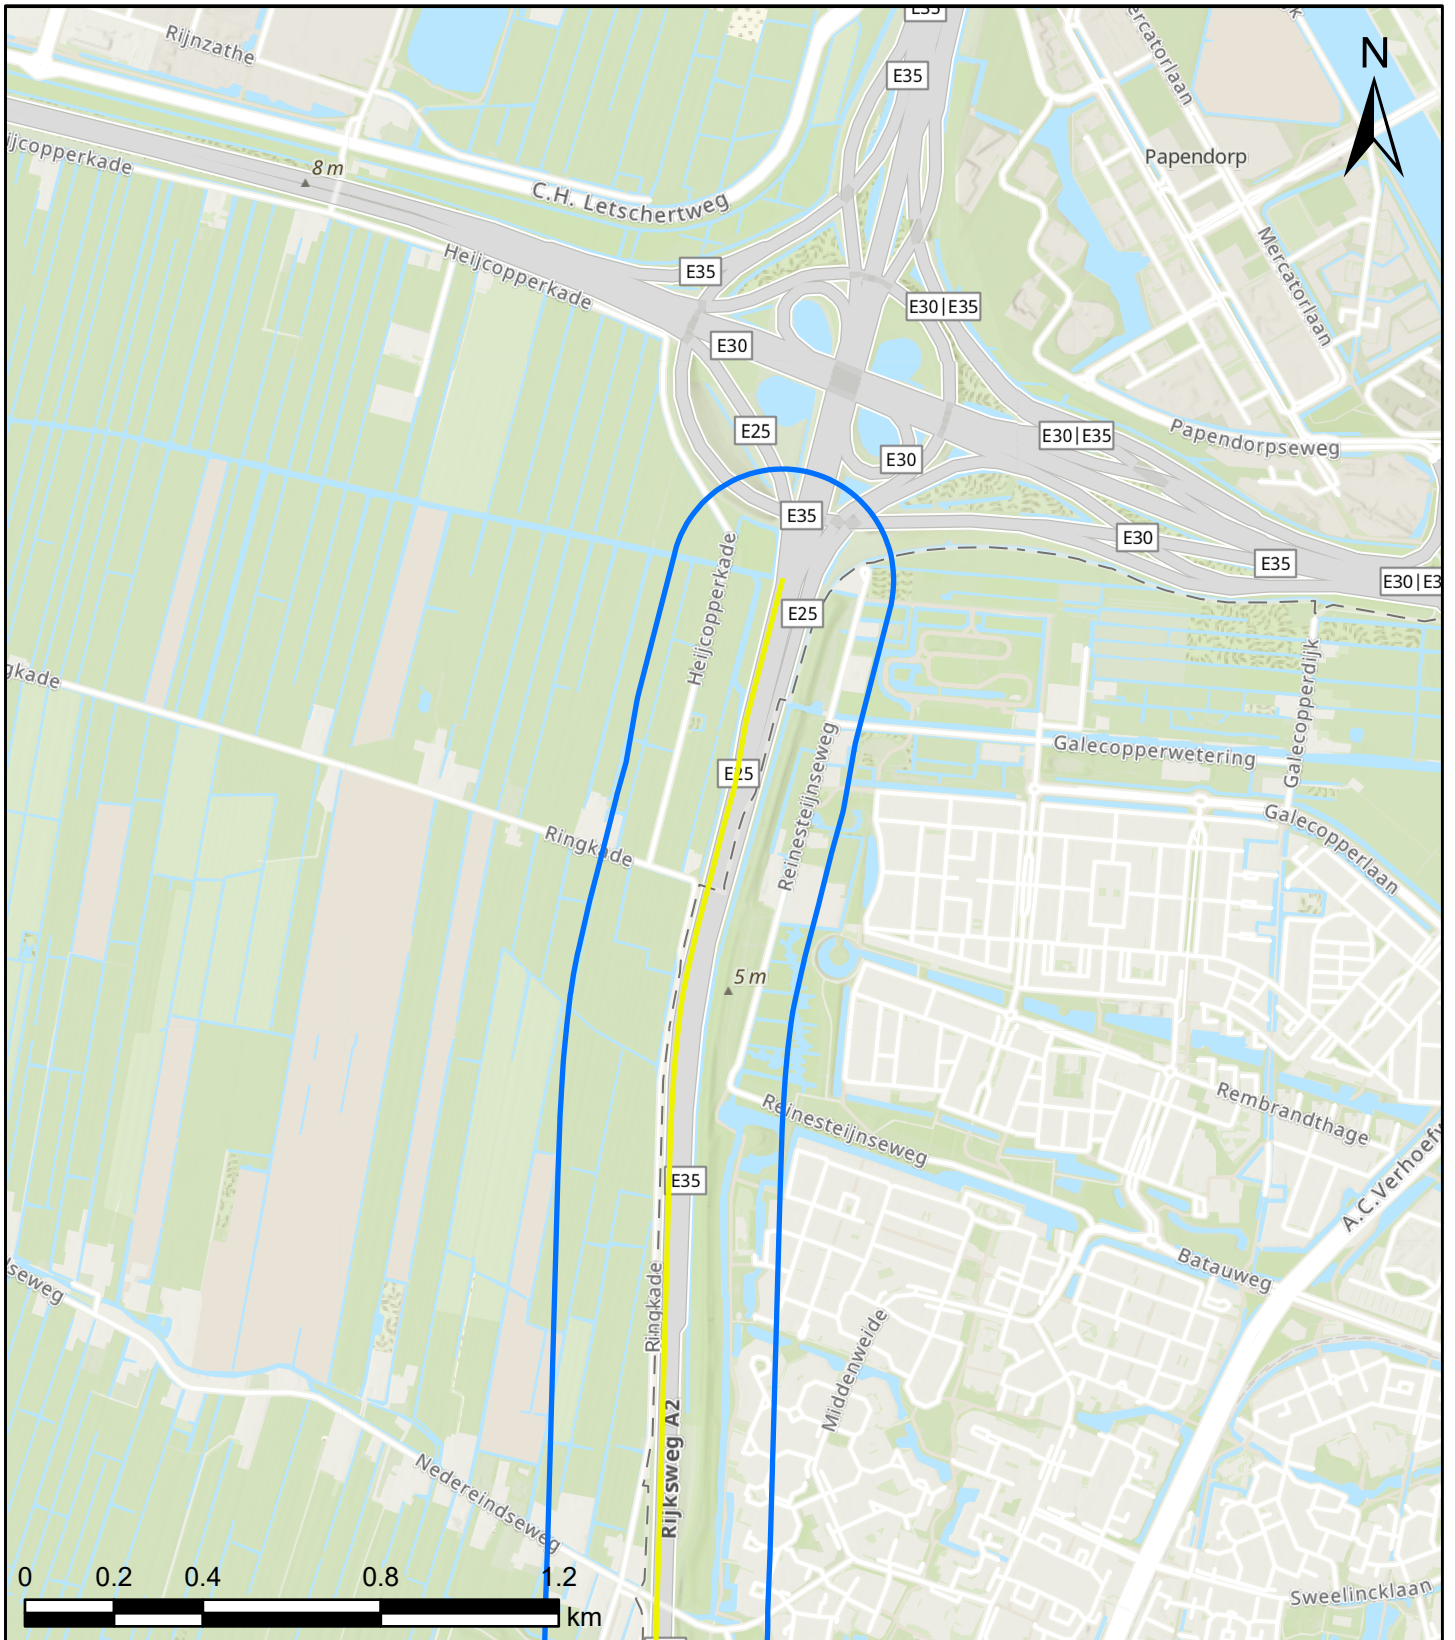 E35
Rijnzathe
E35
N
Mercatorlaan
Papendorp
Heijcopperkade
8 m
C.H. Letschertweg
Mercatorlaan
Heijcopperkade
E35
E30|E35
E30
E25
E30|E35
Papendorpseweg
E30
E35
E30
E35
E30|E3
Heijcopperkade
E25
Galecopperdijk
gkade
Galecopperwetering
E25
Reinesteijnseweg
Galecopperlaan
Ringkade
5 m
Reinesteijnseweg
Rembrandthage
A.C.Verhoef
E35
Batauweg
lseweg
Ringkade
Middenweide
Rijksweg A2
Nedereindseweg
0 0.2 0.4 0.8 1.2
km
Sweelincklaan